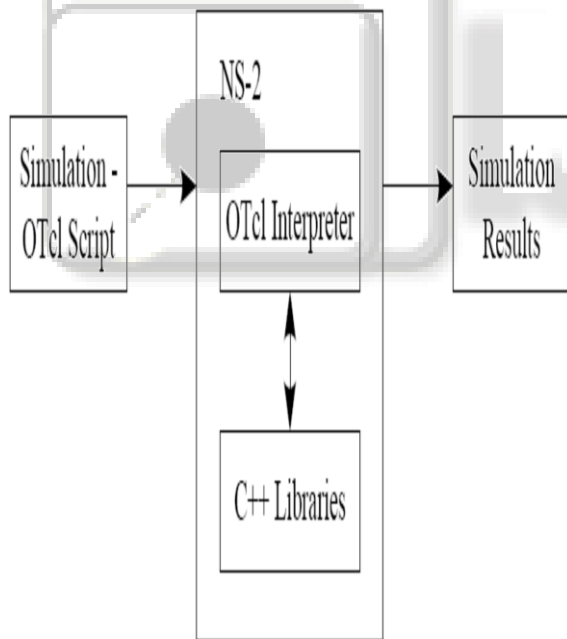 NS-2
Simulation -
OTcl Script
OTcl Interpreter
Simulation
Results
C++ Libraries